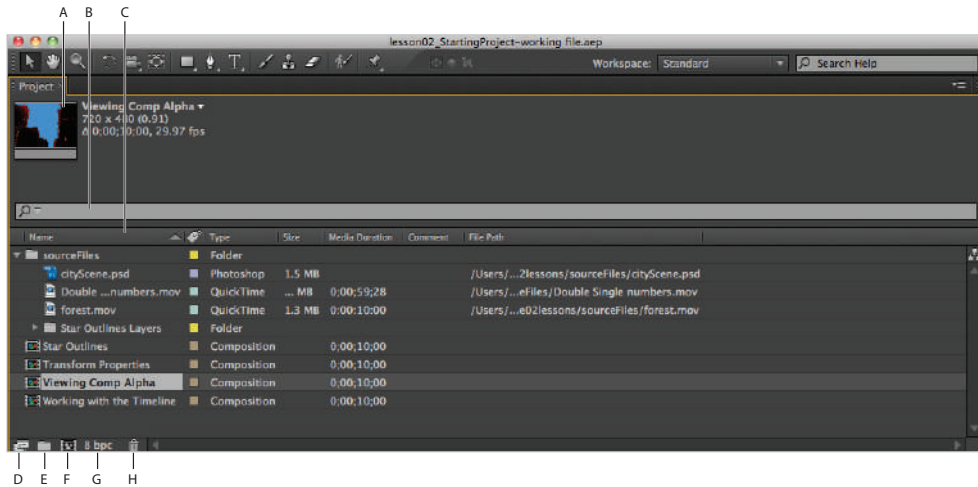 A B C
lesson02_StartingProject-working file.aep
Workspace: Standard Search Help
Project
Viewing Comp Alpha
720 x 480 (0.91)
Δ 0;00;10;00, 29.97 fps
Name Type Size Media Duration Comment File Path
sourceFiles Folder
cityScene.psd Photoshop 1.5 MB /Users/...2lessons/sourceFiles/cityScene.psd
Double ...numbers.mov QuickTime ... MB 0;00;59;28 /Users/...eFiles/Double Single numbers.mov
forest.mov QuickTime 1.3 MB 0:00:10:00 /Users/...e02lessons/sourceFiles/forest.mov
Star Outlines Layers Folder
Star Outlines Composition 0;00;10;00
Transform Properties Composition 0;00;10;00
Viewing Comp Alpha Composition 0;00;10;00
Working with the Timeline Composition 0;00;10;00
8 bpc
D E F G H